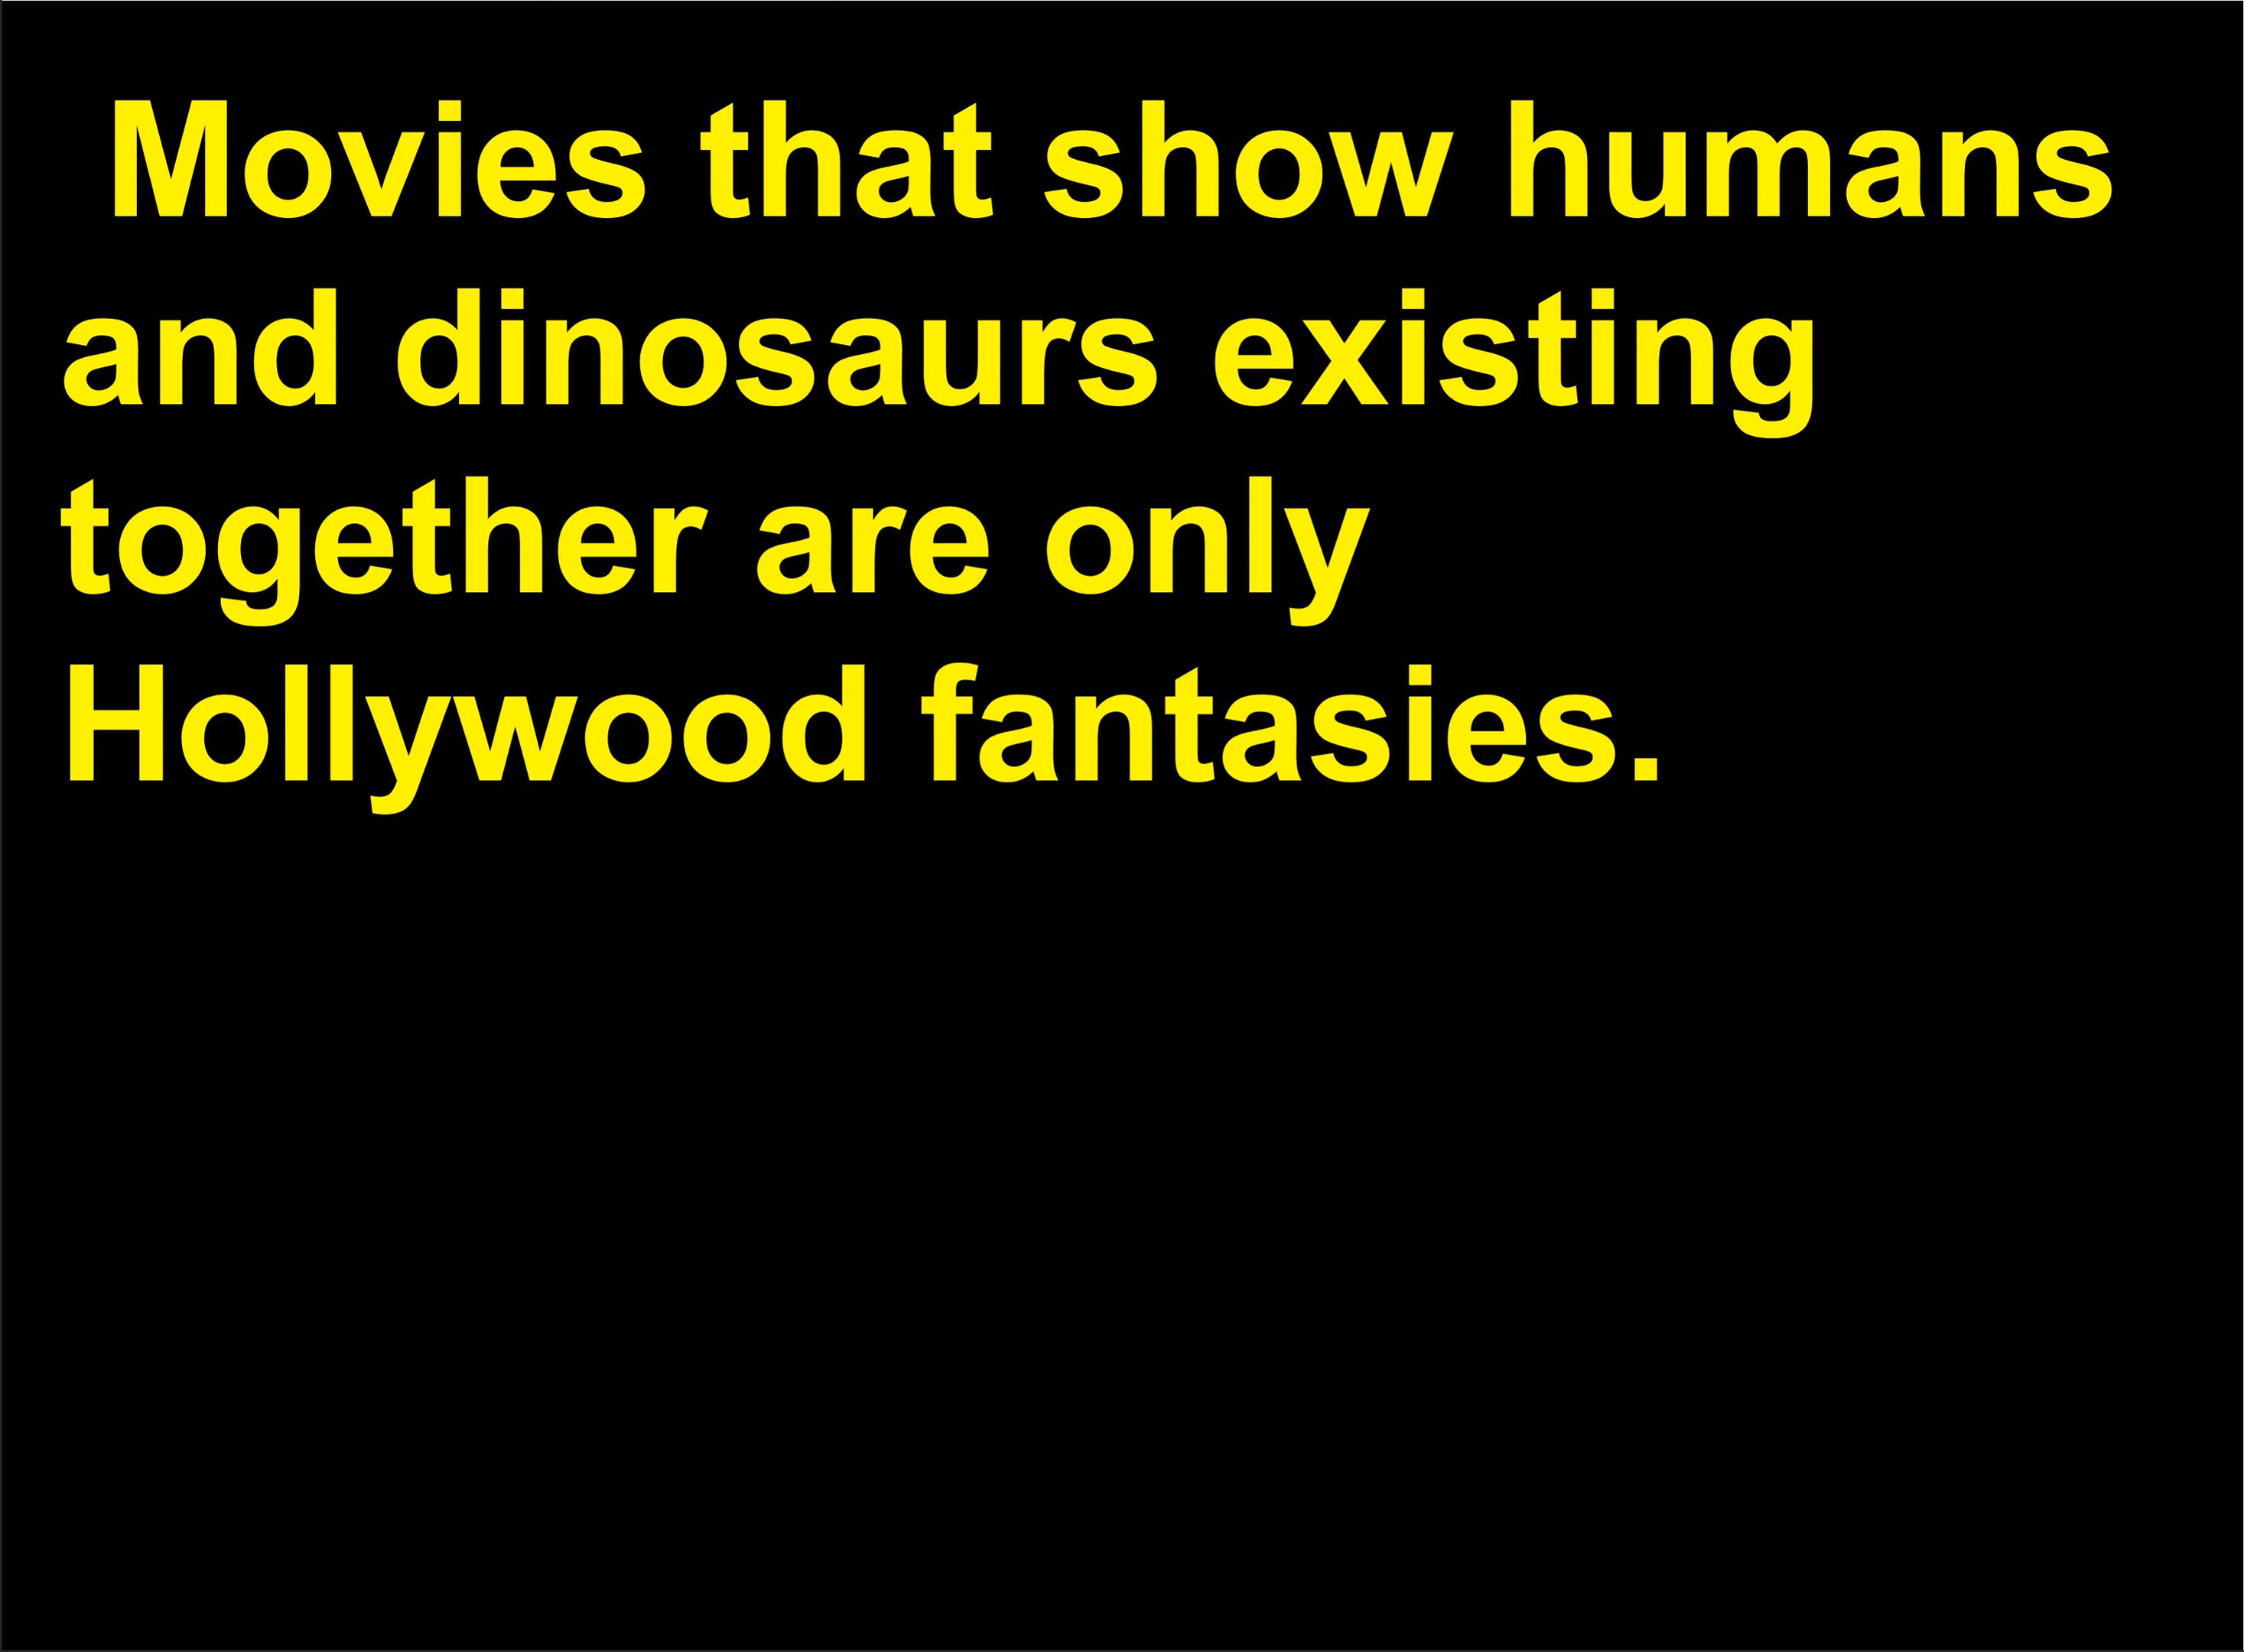 Movies that show humans
and dinosaurs existing
together are only
Hollywood fantasies.